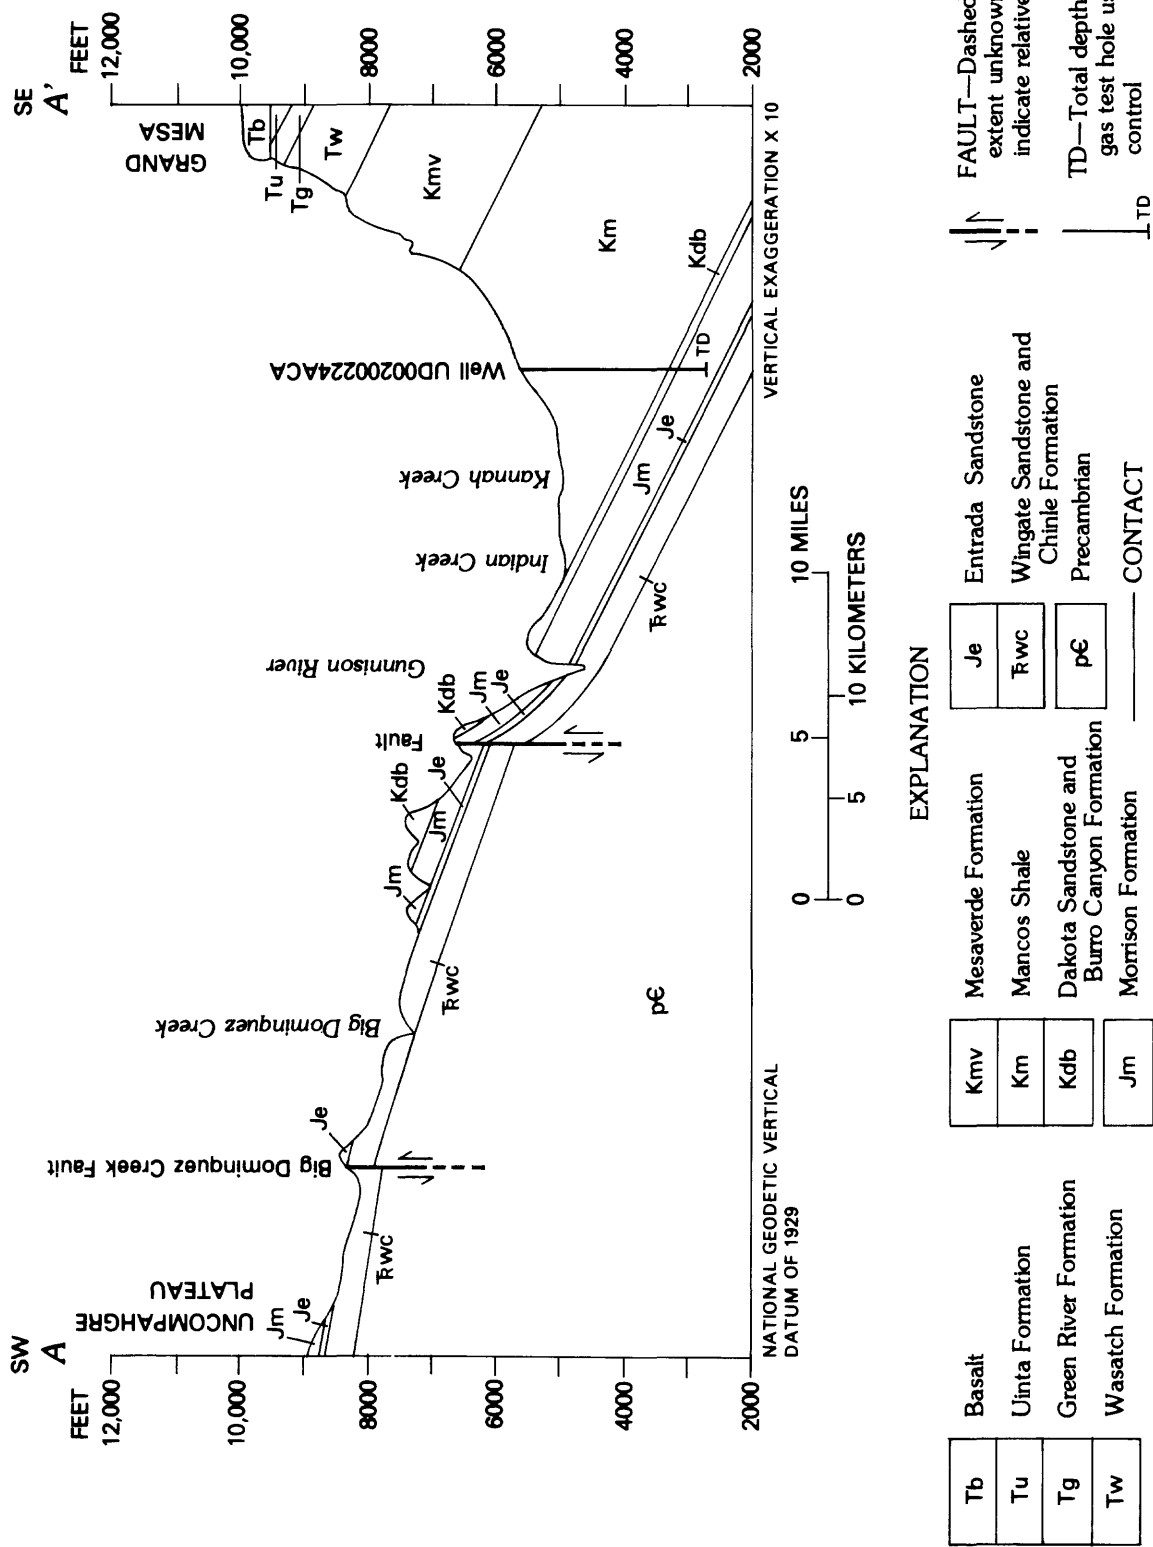 SW
A
SE
A'
FEET
12,000
10,000
8000
6000
4000
2000
FEET
12,000
10,000
8000
6000
4000
2000
UNCOMPAHGRE
PLATEAU
Jm
Je
Big Dominquez Creek Fault
Je
Big Dominquez Creek
Jm
Kdb
Je
Jm
Fault
Kdb
Jm
Je
Gunnison River
Indian Creek
Kannah Creek
Well UD00200224ACA
GRAND
MESA
Tb
Tu
Tg
Tw
Kmv
Km
Kdb
TD
Je
Jm
Ꞧwc
Ꞧwc
Ꞧwc
p€
NATIONAL GEODETIC VERTICAL
DATUM OF 1929
VERTICAL EXAGGERATION X 10
0 5 10 MILES
0 5 10 KILOMETERS
EXPLANATION
Tb Basalt
Tu Uinta Formation
Tg Green River Formation
Tw Wasatch Formation
Kmv Mesaverde Formation
Km Mancos Shale
Kdb Dakota Sandstone and
Burro Canyon Formation
Jm Morrison Formation
Je Entrada Sandstone
Ꞧwc Wingate Sandstone and
Chinle Formation
p€ Precambrian
CONTACT
FAULT—Dashed
extent unknown
indicate relative
TD—Total depth
gas test hole
control
TD